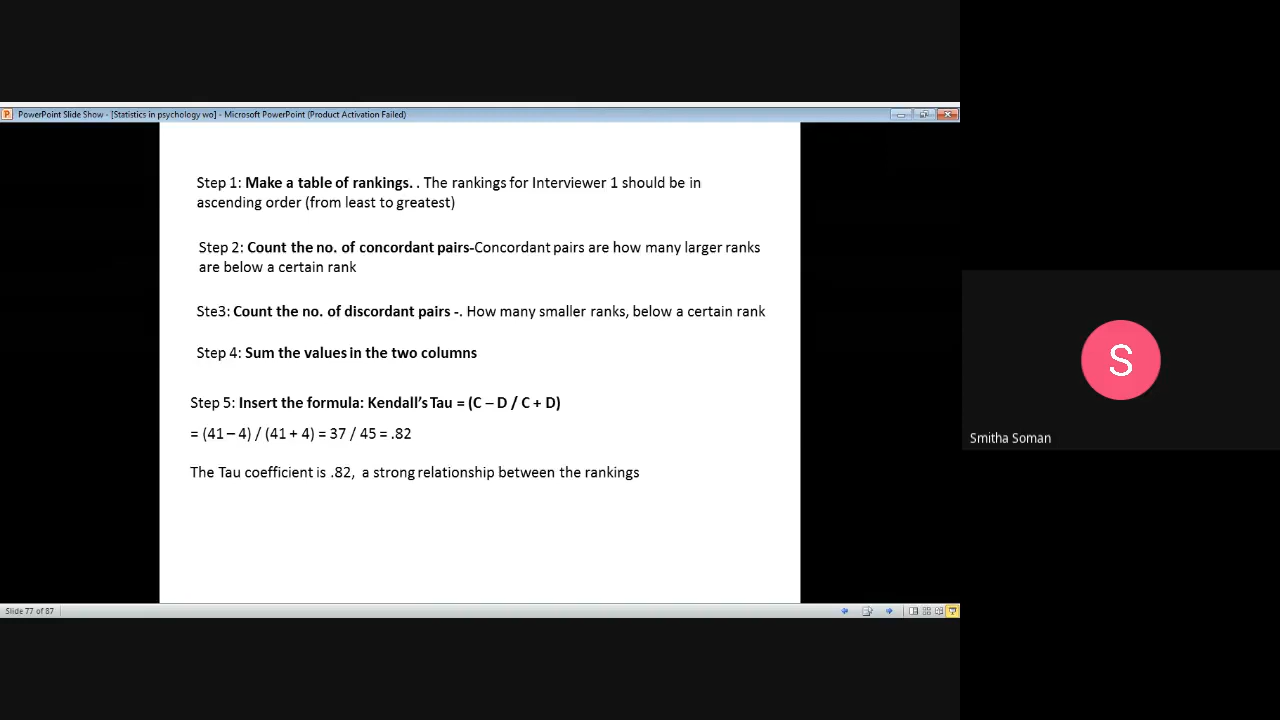 PowerPoint Slide Show - [Statistics in psychology wo] - Microsoft PowerPoint (Product Activation Failed)
Step 1: Make a table of rankings. . The rankings for Interviewer 1 should be in
ascending order (from least to greatest)
Step 2: Count the no. of concordant pairs-Concordant pairs are how many larger ranks
are below a certain rank
Ste3: Count the no. of discordant pairs -. How many smaller ranks, below a certain rank
Step 4: Sum the values in the two columns
Step 5: Insert the formula: Kendall's Tau = (C – D / C + D)
= (41 – 4) / (41 + 4) = 37 / 45 = .82
The Tau coefficient is .82, a strong relationship between the rankings
S
Smitha Soman
Slide 77 of 87